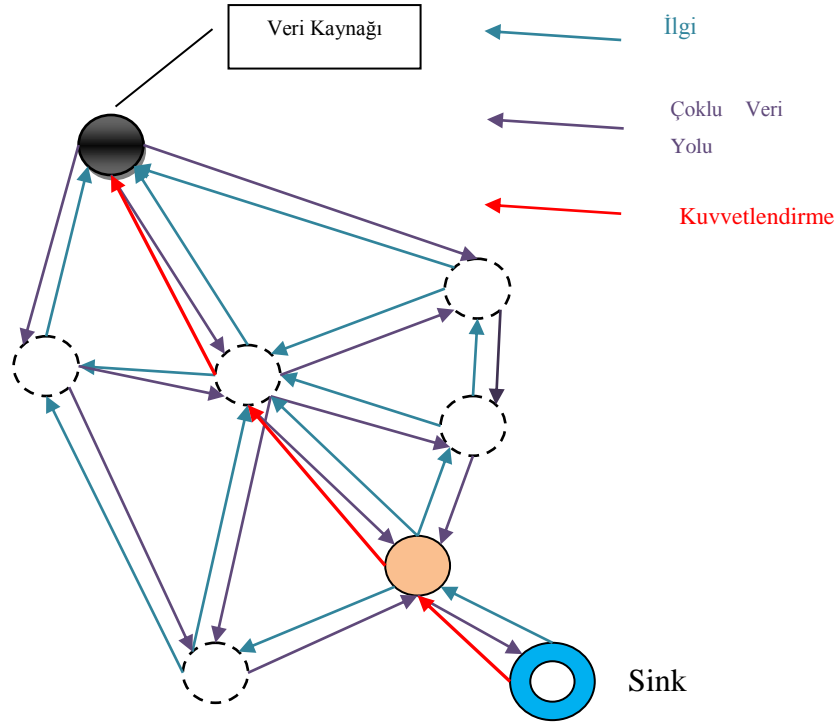 Veri Kaynağı
İlgi
Çoklu Veri
Yolu
Kuvvetlendirme
Sink